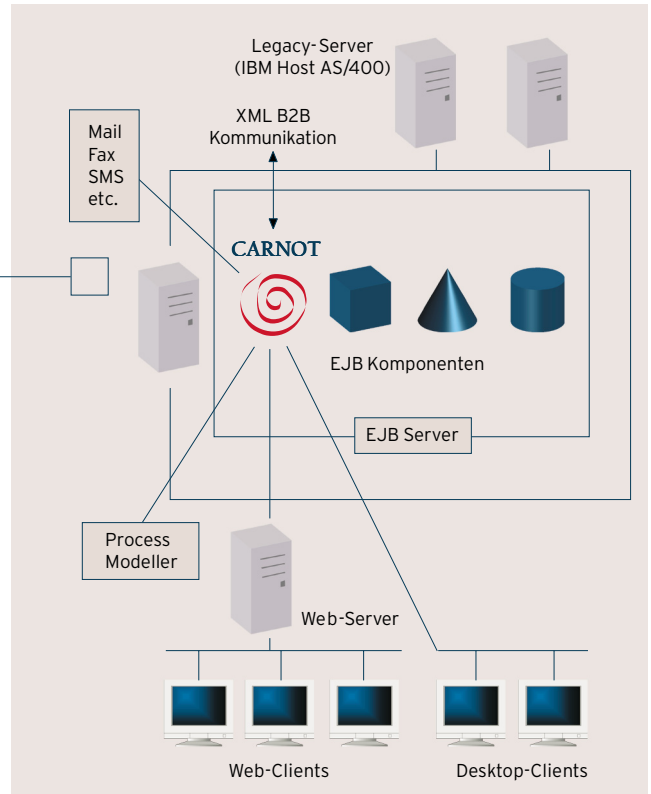 Legacy-Server
(IBM Host AS/400)
XML B2B
Kommunikation
Mail
Fax
SMS
etc.
CARNOT
EJB Komponenten
EJB Server
Process
Modeller
Web-Server
Web-Clients
Desktop-Clients